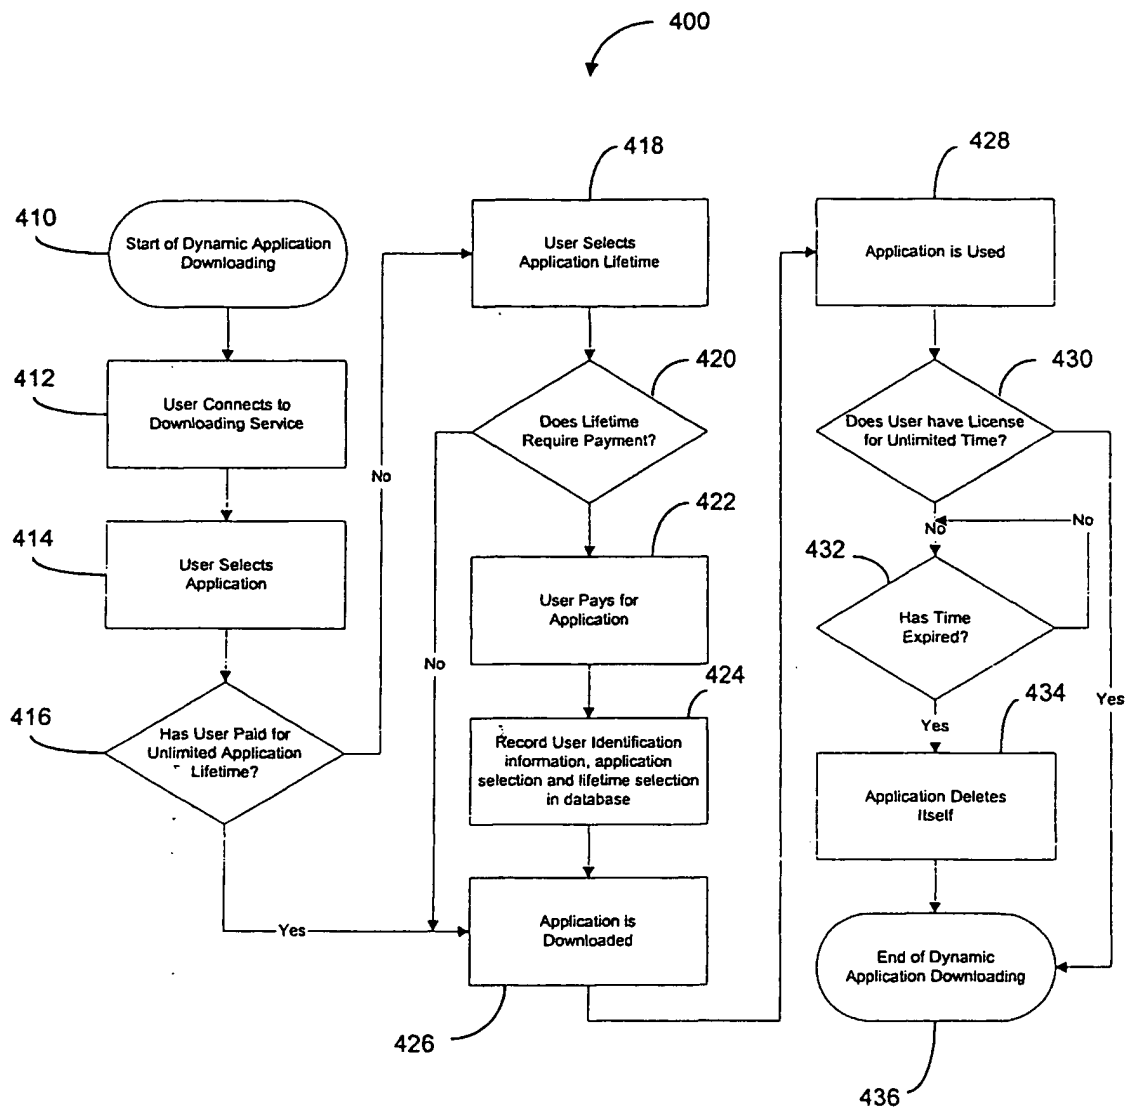 400
410
Start of Dynamic Application
Downloading
412
User Connects to
Downloading Service
414
User Selects
Application
416
Has User Paid for
Unlimited Application
Lifetime?
No
Yes
418
User Selects
Application Lifetime
420
Does Lifetime
Require Payment?
No
422
User Pays for
Application
424
Record User Identification
information, application
selection and lifetime selection
in database
Application is
Downloaded
426
428
Application is Used
430
Does User have License
for Unlimited Time?
No
No
432
Has Time
Expired?
Yes
Yes
434
Application Deletes
Itself
End of Dynamic
Application Downloading
436